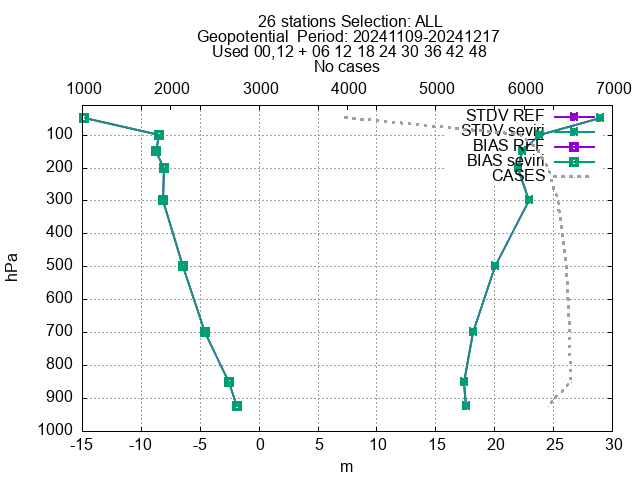 26 stations Selection: ALL
Geopotential Period: 20241109-20241217
Used 00,12 + 06 12 18 24 30 36 42 48
No cases
1000 2000 3000 4000 5000 6000 7000
STDV REF
STDV seviri
BIAS REF
BIAS seviri
CASES
100
200
300
400
500
600
700
800
900
1000
hPa
-15 -10 -5 0 5 10 15 20 25 30
m